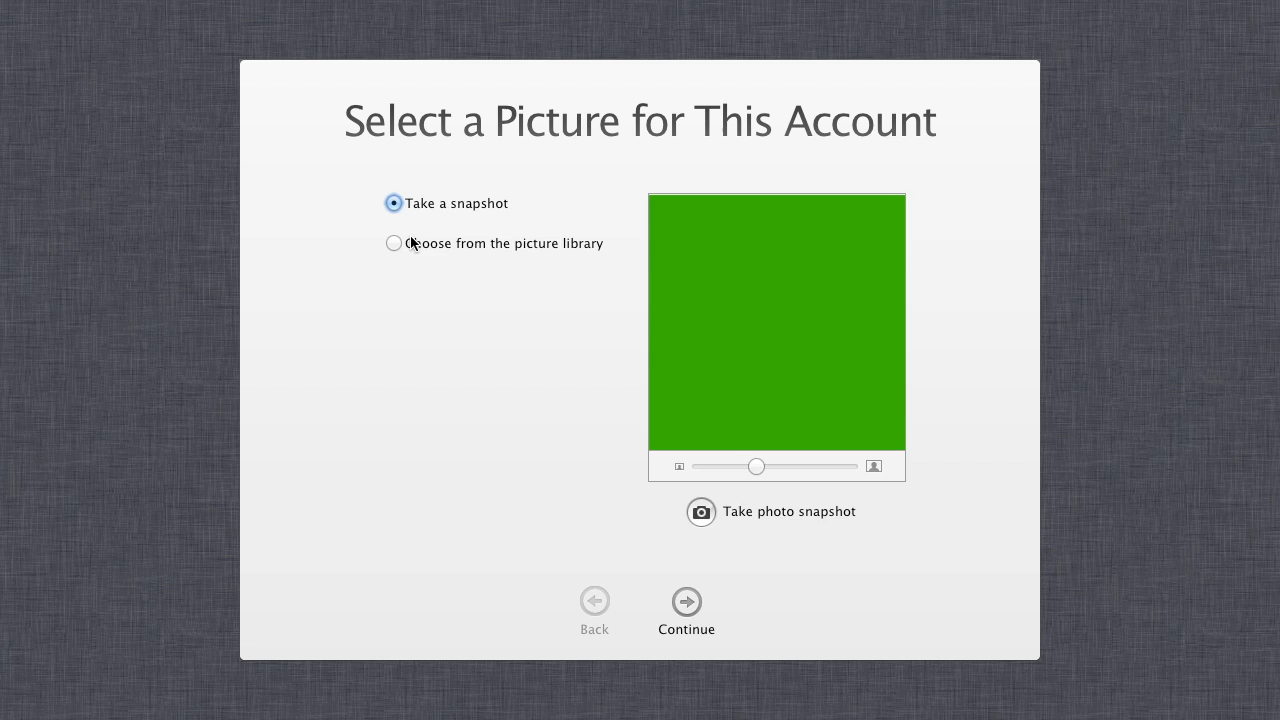 Select a Picture for This Account
Take a snapshot
Choose from the picture library
Take photo snapshot
Back
Continue